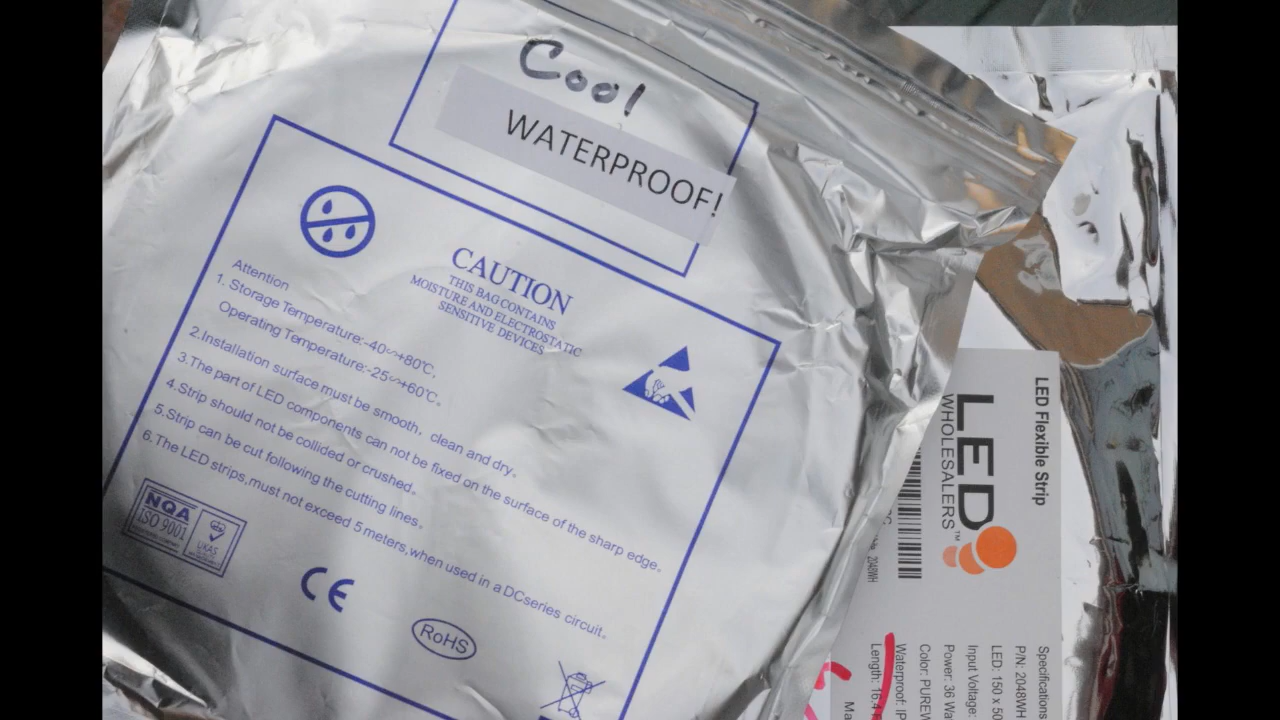 Cool
WATERPROOF!
CAUTION
THIS BAG CONTAINS
MOISTURE AND ELECTROSTATIC
SENSITIVE DEVICES
Attention
1. Storage Temperature:-40~+80℃。
Operating Temperature:-25~+60℃。
2.Installation surface must be smooth，clean and dry。
3.The part of LED components can not be fixed on the surface of the sharp edge。
4.Strip should not be collided or crushed。
5.Strip can be cut following the cutting lines。
6.The LED strips,must not exceed 5 meters,when used in a DCseries circuit。
NQA
ISO 9001
UKAS
CE
RoHS
LED Flexible Strip
LED
WHOLESALERS™
2048WH
Specifications
P/N: 2048WH
LED: 150 x 50
Input Voltage:
Power: 36 Wa
Color: PUREW
Waterproof: IP
Length: 16.4
Ma